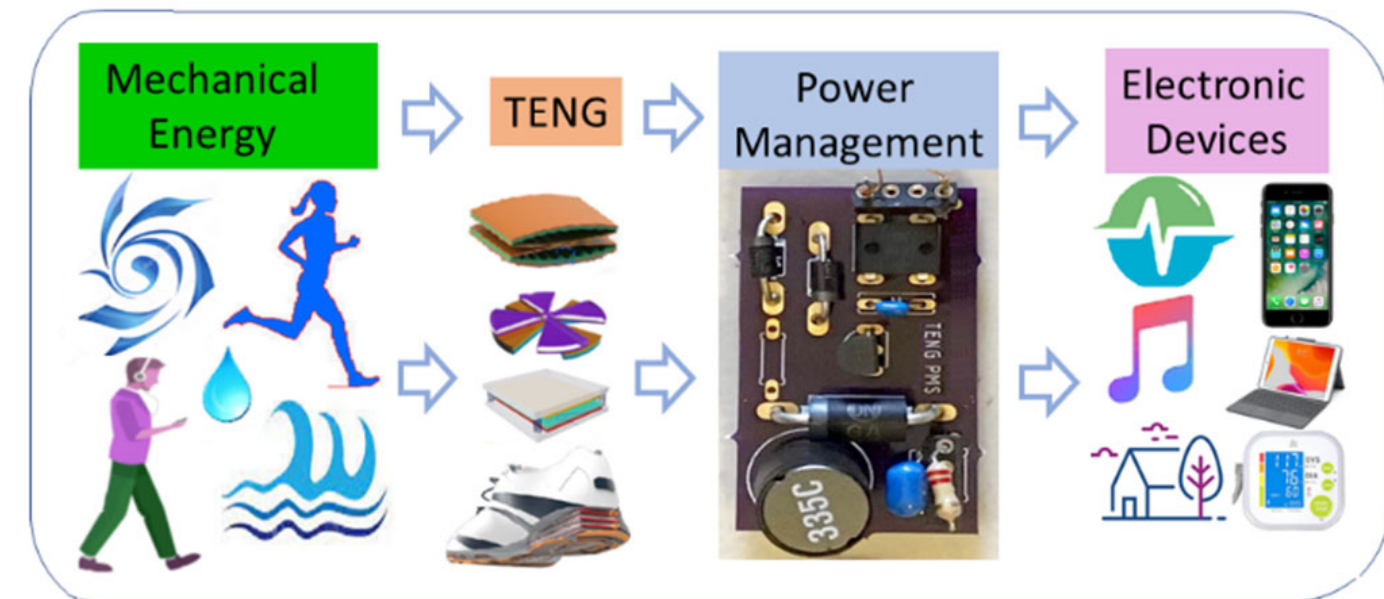 Mechanical
Energy
TENG
Power
Management
Electronic
Devices
TENG PMS
335C